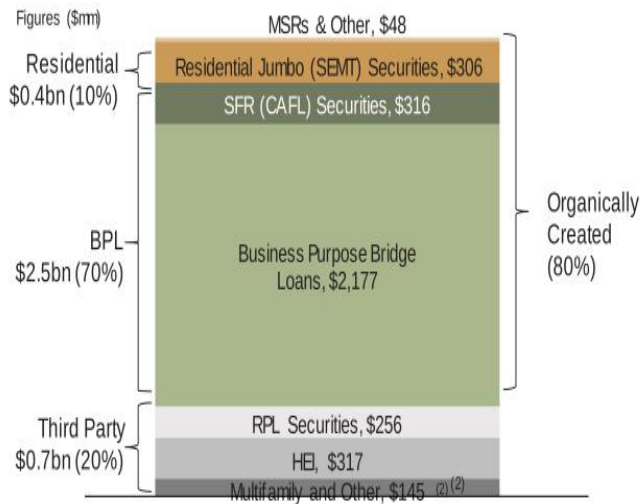 Figures ($mm)
MSRs & Other, $48
Residential
$0.4bn (10%)
Residential Jumbo (SEMT) Securities, $306
SFR (CAFL) Securities, $316
BPL
$2.5bn (70%)
Business Purpose Bridge
Loans, $2,177
Organically
Created
(80%)
Third Party
$0.7bn (20%)
RPL Securities, $256
HEI, $317
Multifamily and Other, $145 (2) (2)